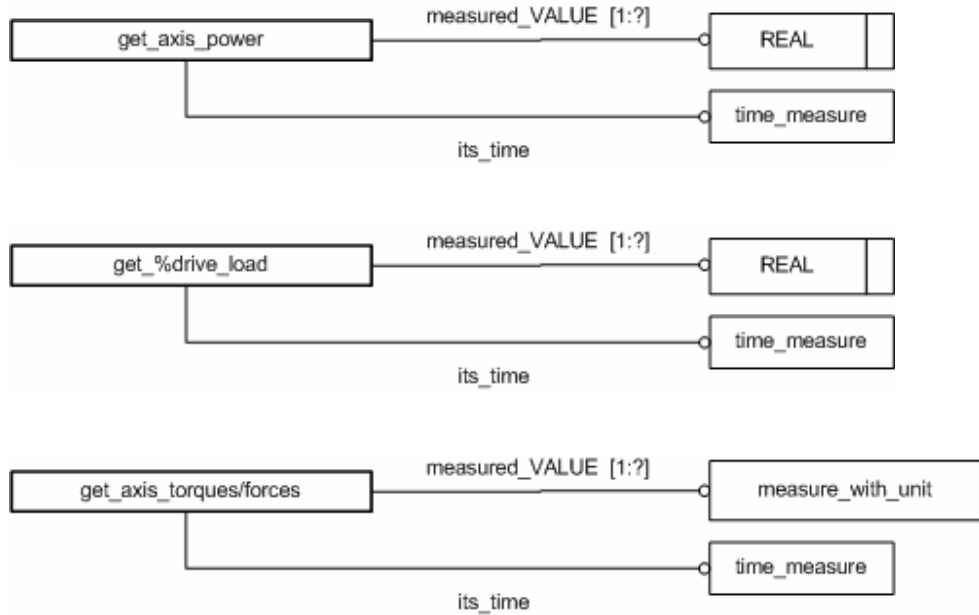 measured_VALUE [1:?]
get_axis_power
REAL
time_measure
its_time
measured_VALUE [1:?]
get_%drive_load
REAL
time_measure
its_time
measured_VALUE [1:?]
get_axis_torques/forces
measure_with_unit
time_measure
its_time